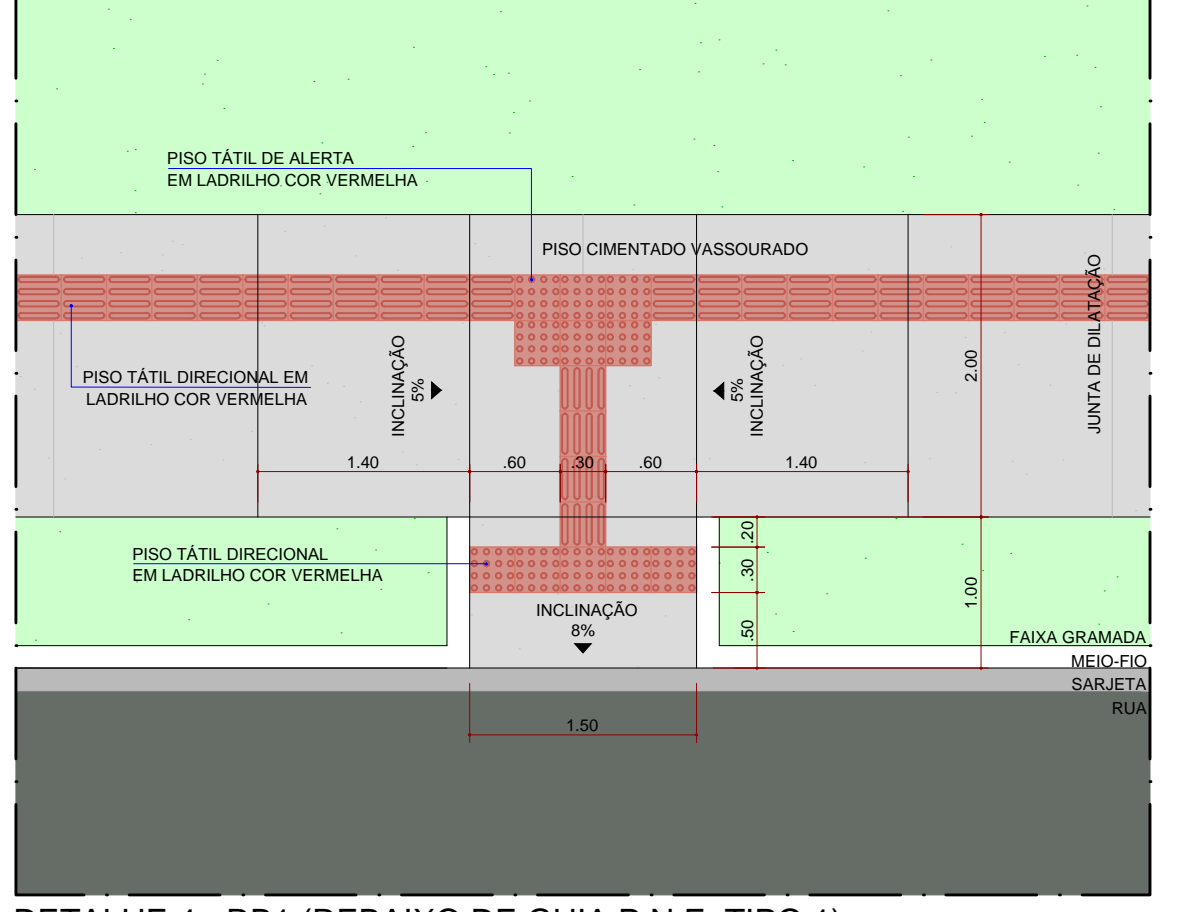 PISO TÁTIL DE ALERTA
EM LADRILHO COR VERMELHA
PISO CIMENTADO VASSOURADO
JUNTA DE DILATAÇÃO
INCLINAÇÃO
5%
INCLINAÇÃO
5%
2.00
PISO TÁTIL DIRECIONAL EM
LADRILHO COR VERMELHA
1.40
.60
.30
.60
1.40
PISO TÁTIL DIRECIONAL
EM LADRILHO COR VERMELHA
.20
.30
.50
1.00
INCLINAÇÃO
8%
FAIXA GRAMADA
MEIO-FIO
SARJETA
RUA
1.50